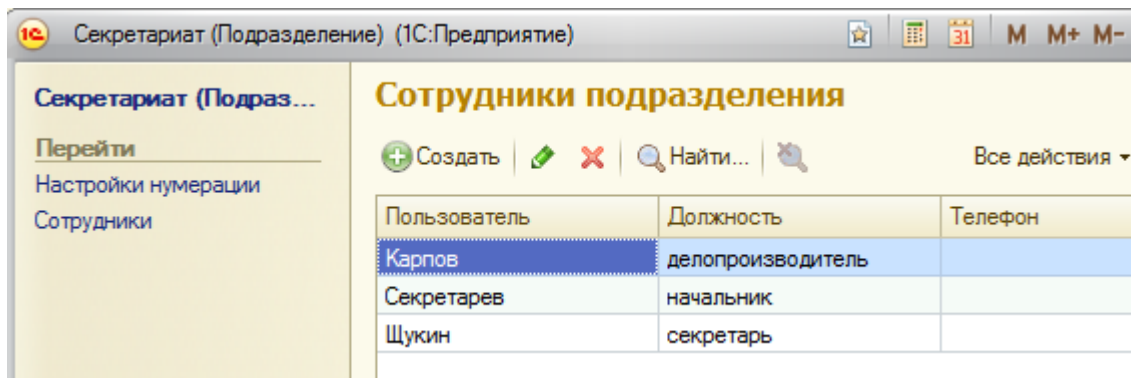 1С Секретариат (Подразделение) (1С:Предприятие) 31 M M+ M-
Секретариат (Подраз...
Перейти
Настройки нумерации
Сотрудники
Сотрудники подразделения
Создать Найти... Все действия
Пользователь Должность Телефон
Карпов делопроизводитель
Секретарев начальник
Щукин секретарь